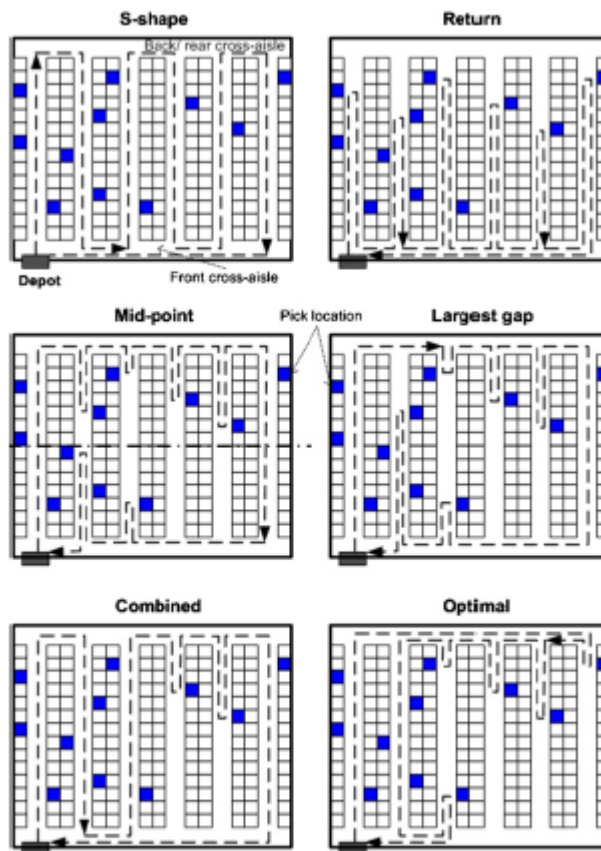 S-shape
Return
Back/ rear cross-aisle
Depot
Front cross-aisle
Mid-point
Pick location
Largest gap
Combined
Optimal